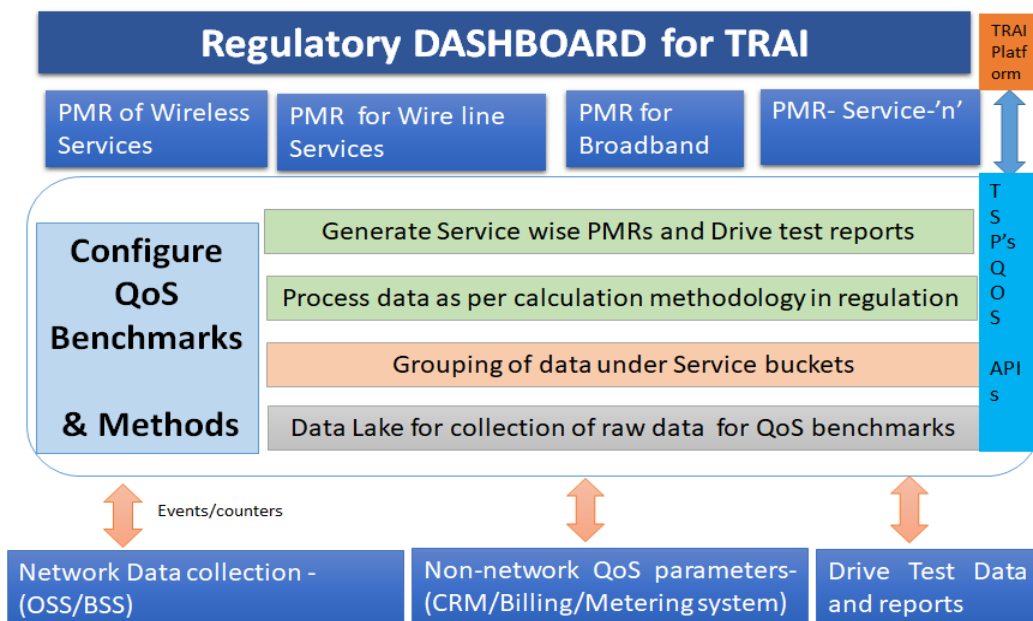 Regulatory DASHBOARD for TRAI
TRAI
Platf
orm
PMR of Wireless
Services
PMR for Wire line
Services
PMR for
Broadband
PMR- Service-’n’
Configure
QoS
Benchmarks
& Methods
Generate Service wise PMRs and Drive test reports
Process data as per calculation methodology in regulation
Grouping of data under Service buckets
Data Lake for collection of raw data for QoS benchmarks
T
S
P’s
Q
O
S
API
s
Events/counters
Network Data collection -
(OSS/BSS)
Non-network QoS parameters-
(CRM/Billing/Metering system)
Drive Test Data
and reports